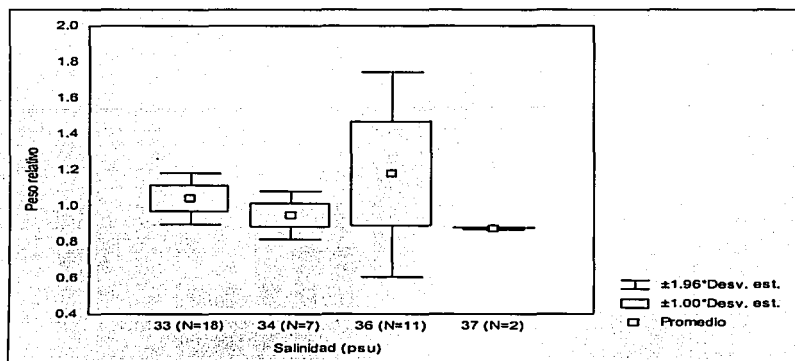 2.0
1.8
1.6
1.4
1.2
1.0
0.8
0.6
0.4
Peso relativo
33 (N=18) 34 (N=7) 36 (N=11) 37 (N=2)
Salinidad (psu)
±1.96*Desv. est.
±1.00*Desv. est.
Promedio